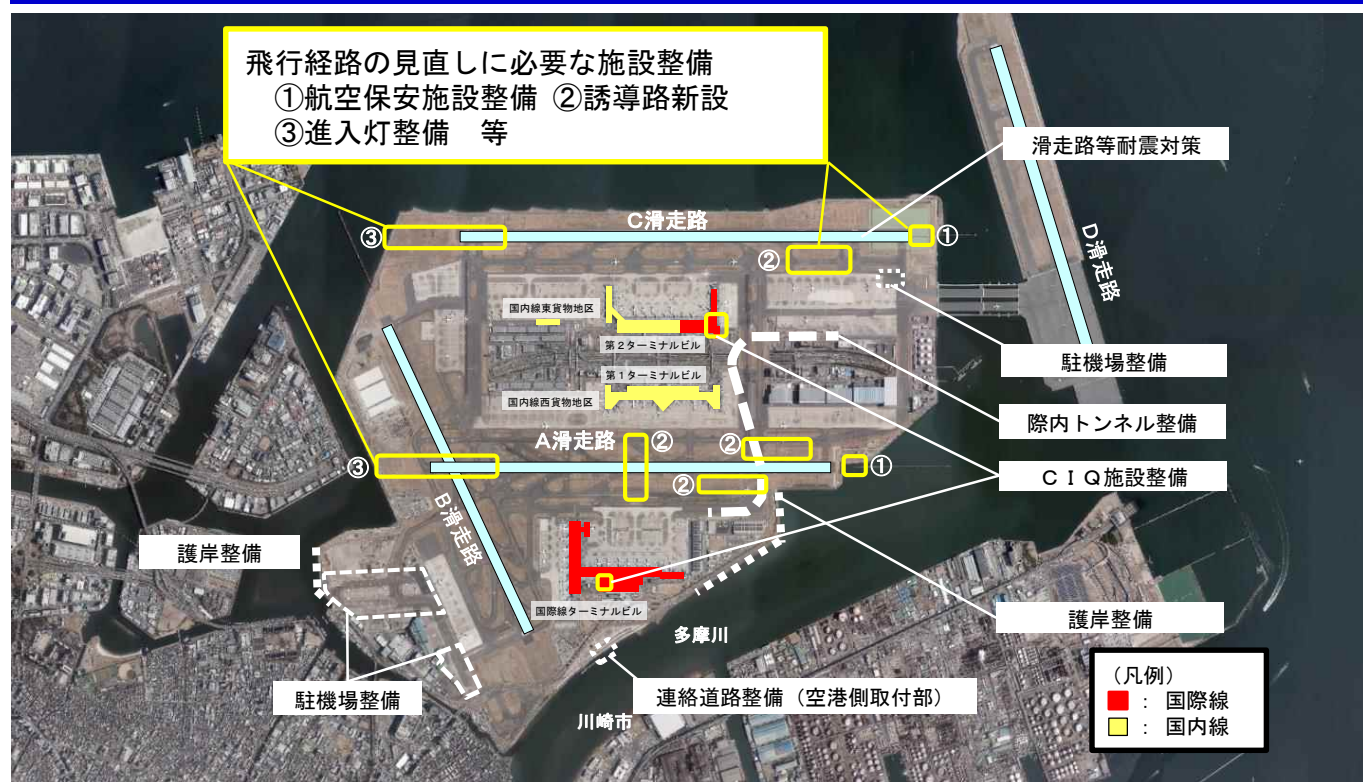 飛行経路の見直しに必要な施設整備
①航空保安施設整備 ②誘導路新設
③進入灯整備 等
滑走路等耐震対策
C滑走路
D滑走路
③
①
②
国内線東貨物地区
第2ターミナルビル
駐機場整備
第1ターミナルビル
国内線西貨物地区
際内トンネル整備
A滑走路
②
②
③
①
CIQ施設整備
②
B滑走路
護岸整備
国際線ターミナルビル
護岸整備
多摩川
駐機場整備
連絡道路整備(空港側取付部)
川崎市
(凡例)
: 国際線
: 国内線